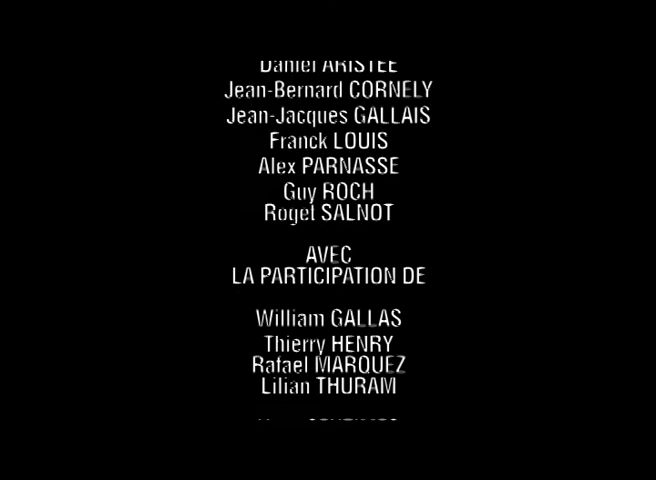 Daniel ARISTEE
Jean-Bernard CORNELY
Jean-Jacques GALLAIS
Franck LOUIS
Alex PARNASSE
Guy ROCH
Roget SALNOT
AVEC
LA PARTICIPATION DE
William GALLAS
Thierry HENRY
Rafael MARQUEZ
Lilian THURAM